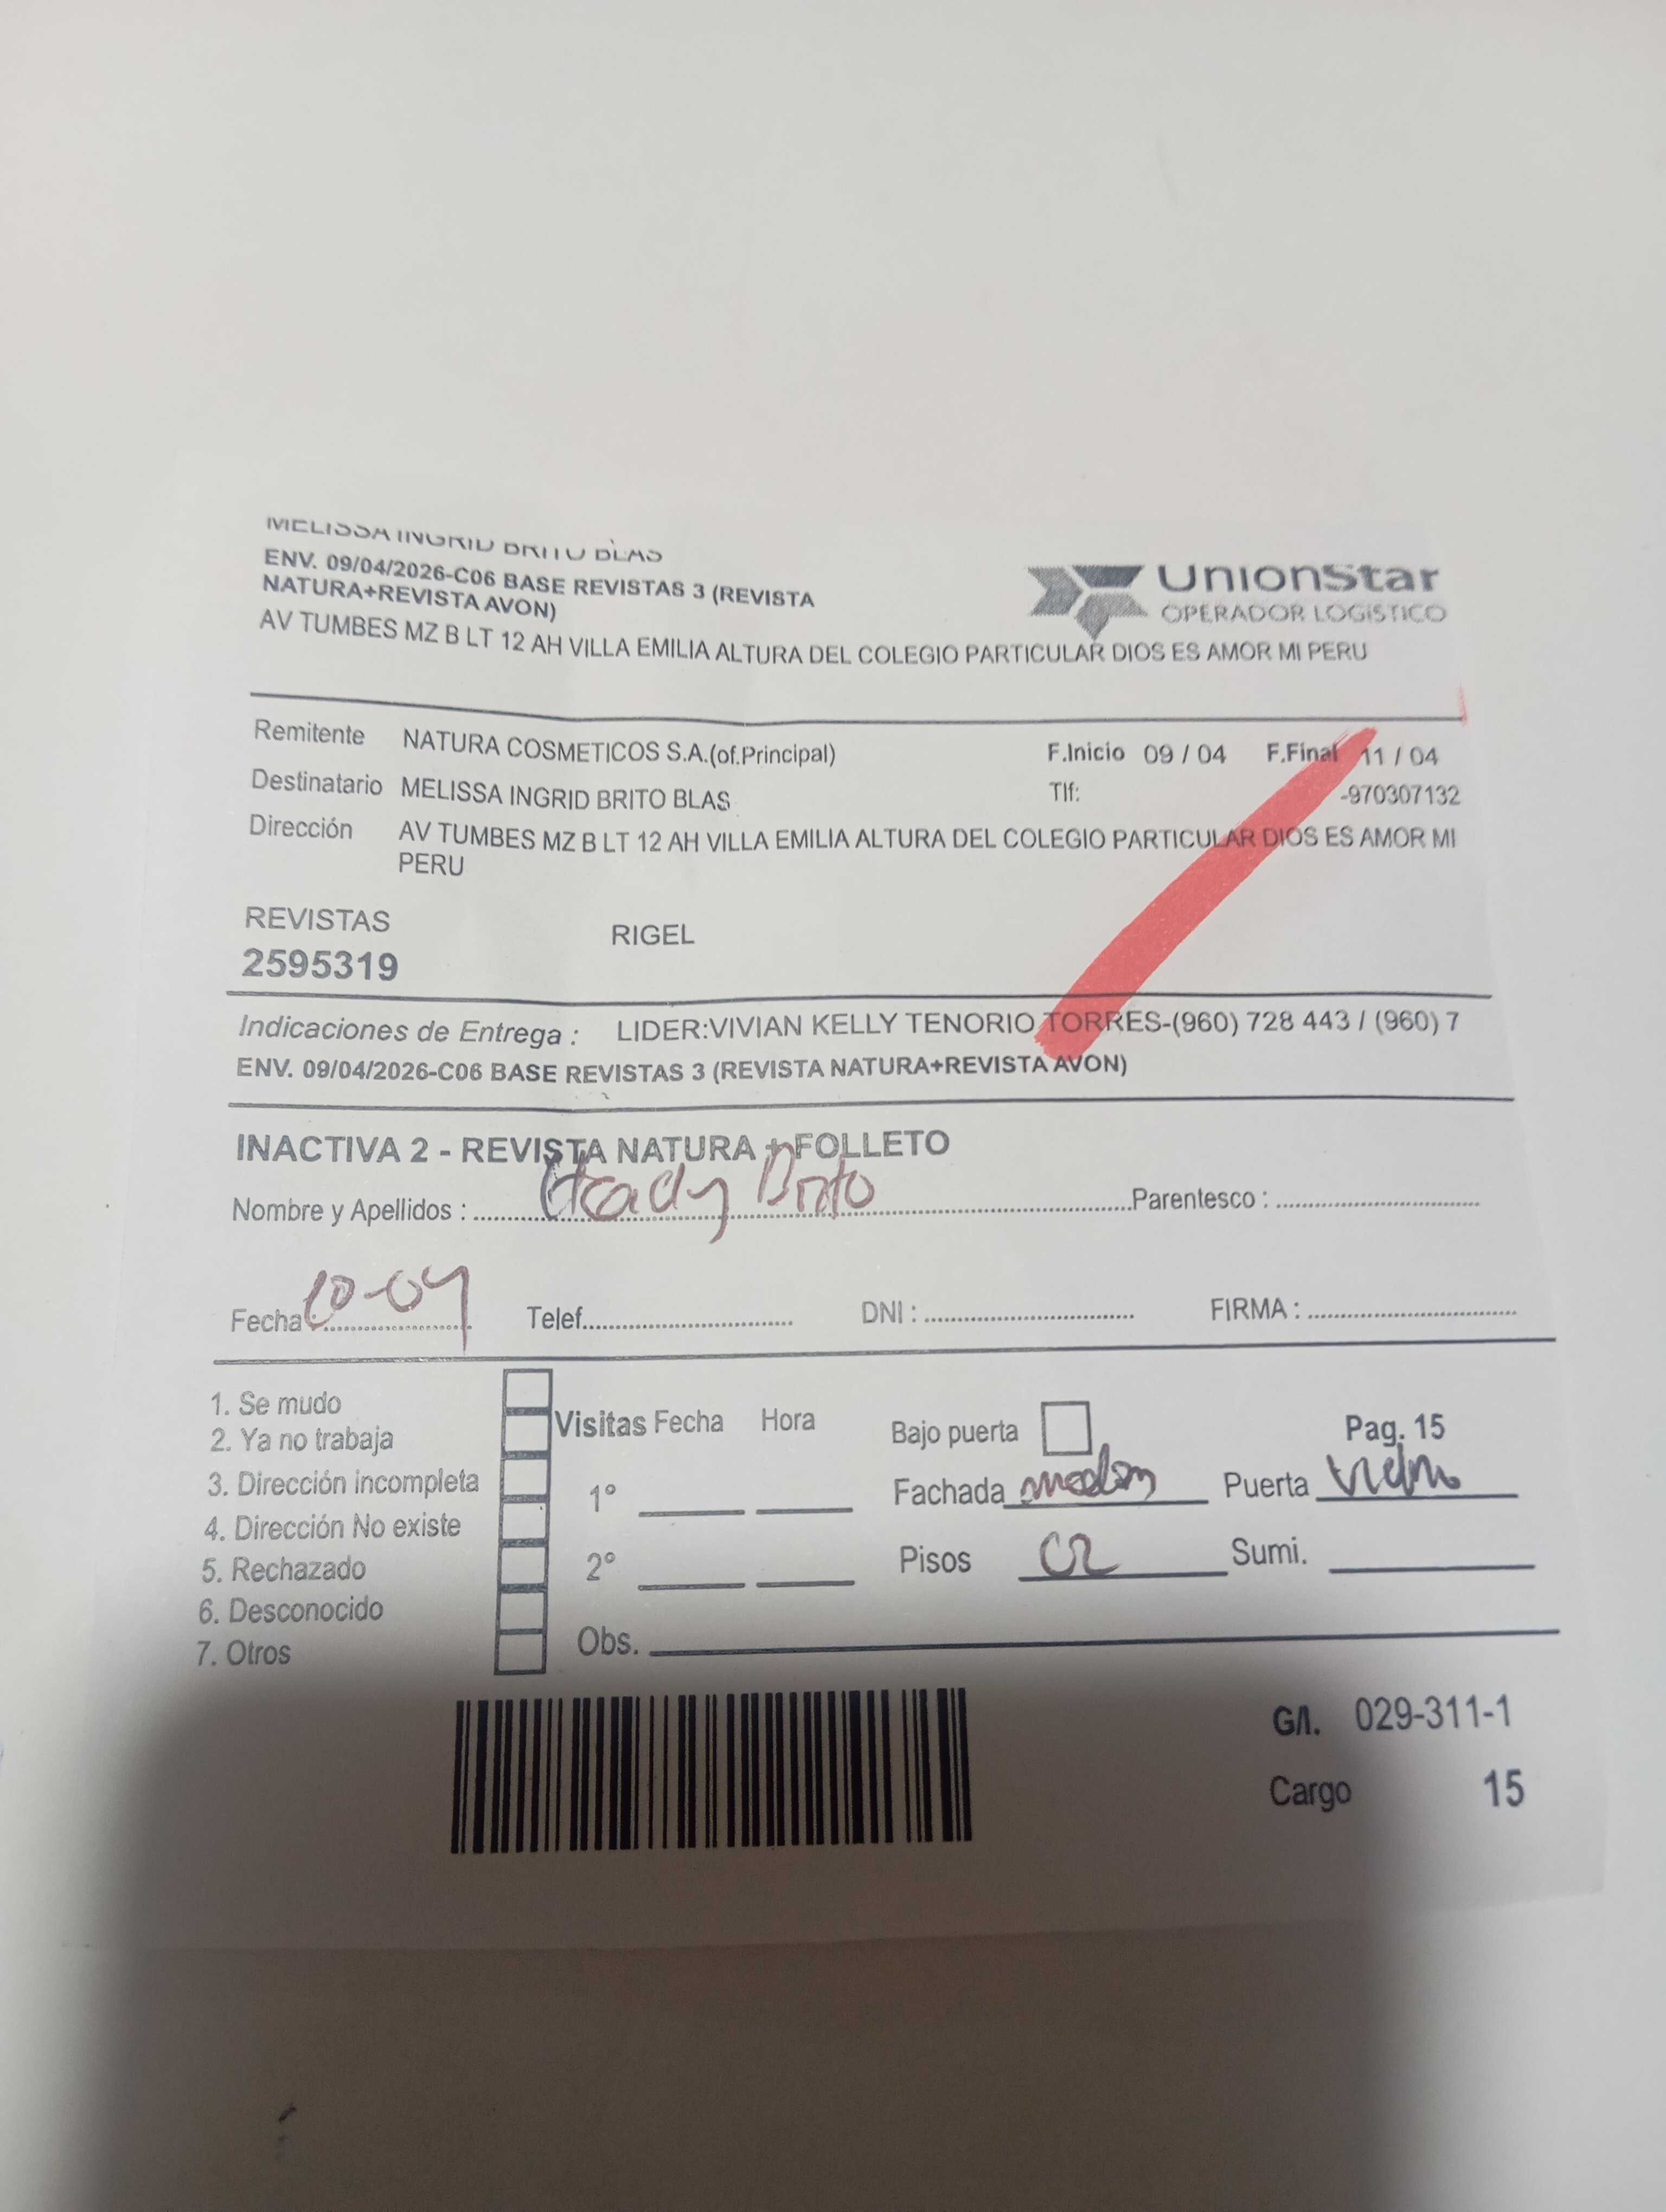 MELISSA INGRID BRITO BLAS
ENV. 09/04/2026-C06 BASE REVISTAS 3 (REVISTA
NATURA+REVISTA AVON)
UNIONSTAR
OPERADOR LOGíSTICO
AV TUMBES MZ B LT 12 AH VILLA EMILIA ALTURA DEL COLEGIO PARTICULAR DIOS ES AMOR MI PERU
Remitente NATURA COSMETICOS S.A.(of.Principal) F.Inicio 09 / 04 F.Final 11 / 04
Destinatario MELISSA INGRID BRITO BLAS Tlf: -970307132
Dirección AV TUMBES MZ B LT 12 AH VILLA EMILIA ALTURA DEL COLEGIO PARTICULAR DIOS ES AMOR MI
PERU
REVISTAS RIGEL
2595319
Indicaciones de Entrega : LIDER:VIVIAN KELLY TENORIO TORRES-(960) 728 443 / (960) 7
ENV. 09/04/2026-C06 BASE REVISTAS 3 (REVISTA NATURA+REVISTA AVON)
INACTIVA 2 - REVISTA NATURA + FOLLETO
Nombre y Apellidos : Brito Parentesco :
Fecha : 10-04 Telef. DNI : FIRMA :
1. Se mudo
2. Ya no trabaja
3. Dirección incompleta
4. Dirección No existe
5. Rechazado
6. Desconocido
7. Otros
Visitas Fecha Hora
1°
2°
Obs.
Bajo puerta Pag. 15
Fachada Puerta
Pisos Sumi.
G/I. 029-311-1
Cargo 15